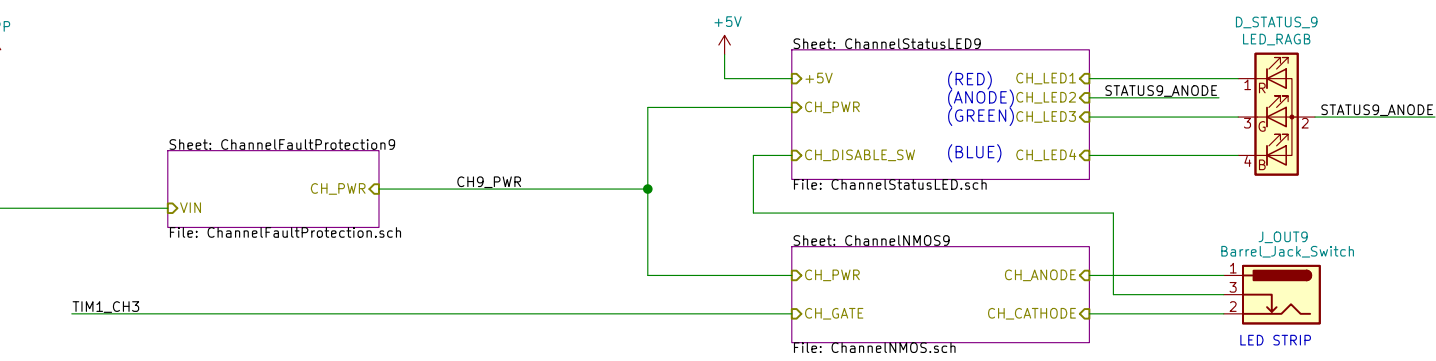 P
+5V
D_STATUS_9
LED_RAGB
Sheet: ChannelStatusLED9
+5V
(RED)
CH_LED1
1
R
CH_PWR
(ANODE)
CH_LED2
STATUS9_ANODE
(GREEN)
CH_LED3
3
G
2
STATUS9_ANODE
CH_DISABLE_SW
(BLUE)
CH_LED4
4
B
File: ChannelStatusLED.sch
Sheet: ChannelFaultProtection9
CH_PWR
CH9_PWR
VIN
File: ChannelFaultProtection.sch
Sheet: ChannelNMOS9
J_OUT9
Barrel_Jack_Switch
CH_PWR
CH_ANODE
1
3
TIM1_CH3
CH_GATE
CH_CATHODE
2
LED STRIP
File: ChannelNMOS.sch